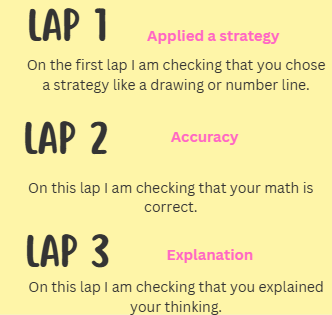 LAP 1
Applied a strategy
On the first lap I am checking that you chose
a strategy like a drawing or number line.
LAP 2
Accuracy
On this lap I am checking that your math is
correct.
LAP 3
Explanation
On this lap I am checking that you explained
your thinking.